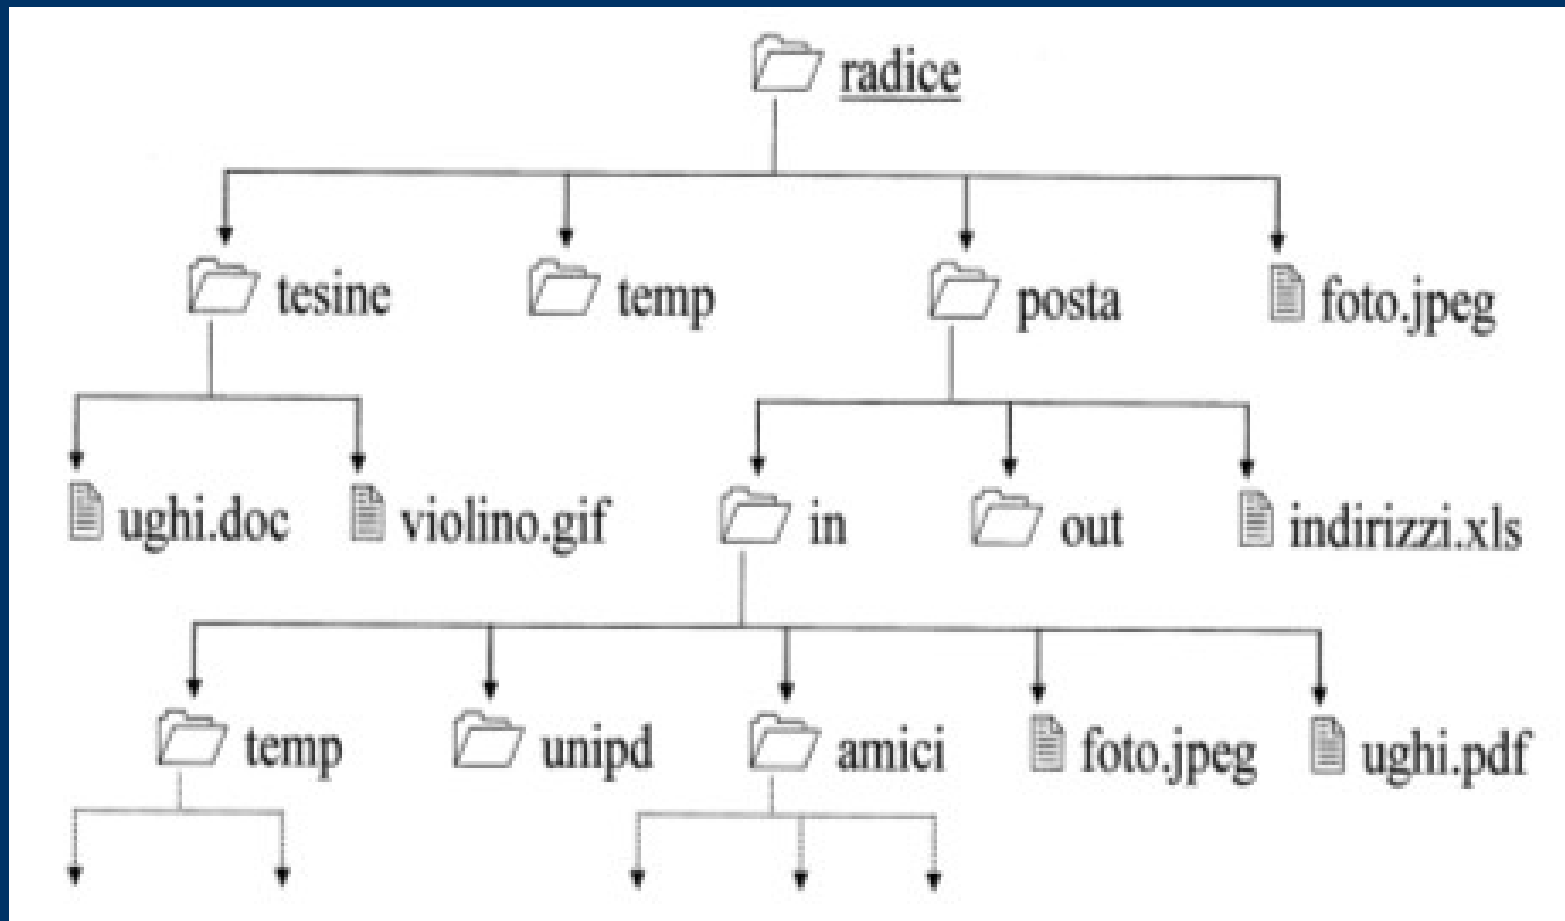 radice
tesine temp posta foto.jpeg
ughi.doc violino.gif in out indirizzi.xls
temp unipd amici foto.jpeg ughi.pdf